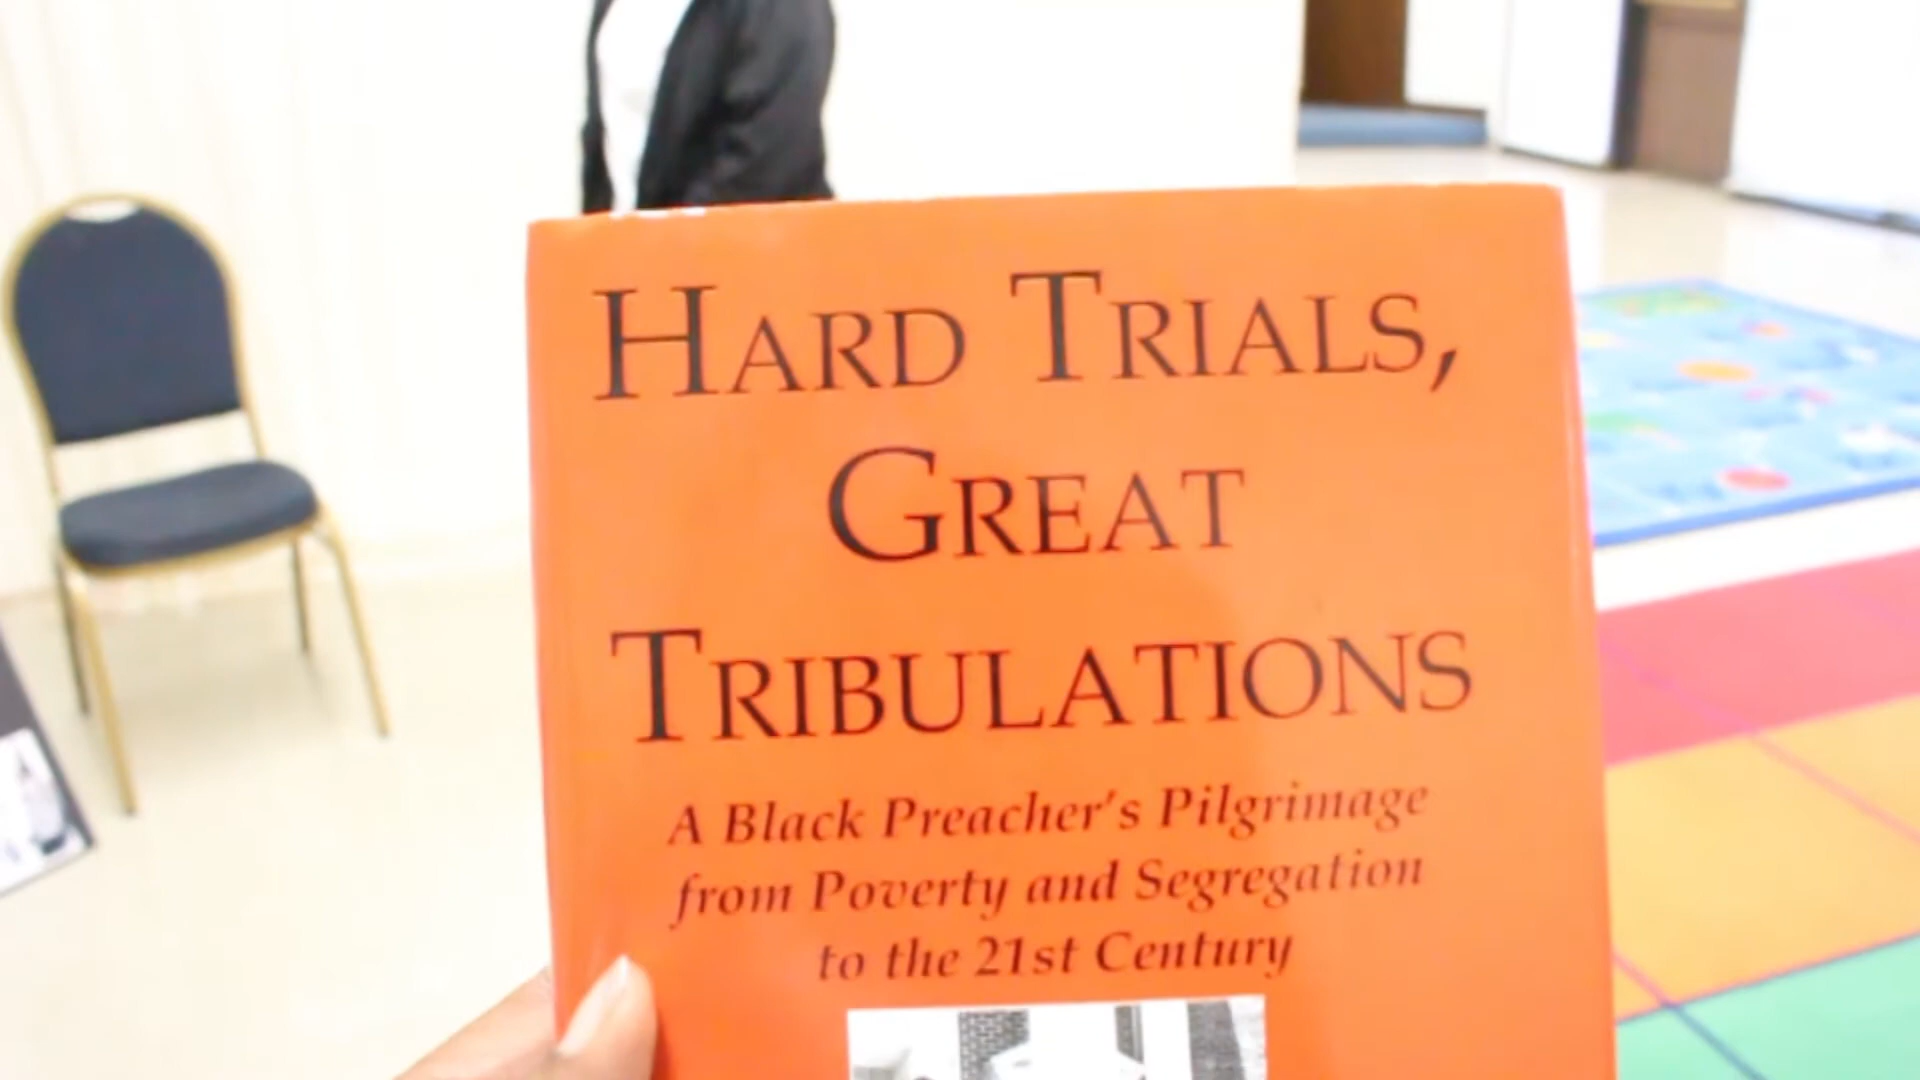 HARD TRIALS,
GREAT
TRIBULATIONS
A Black Preacher's Pilgrimage
from Poverty and Segregation
to the 21st Century